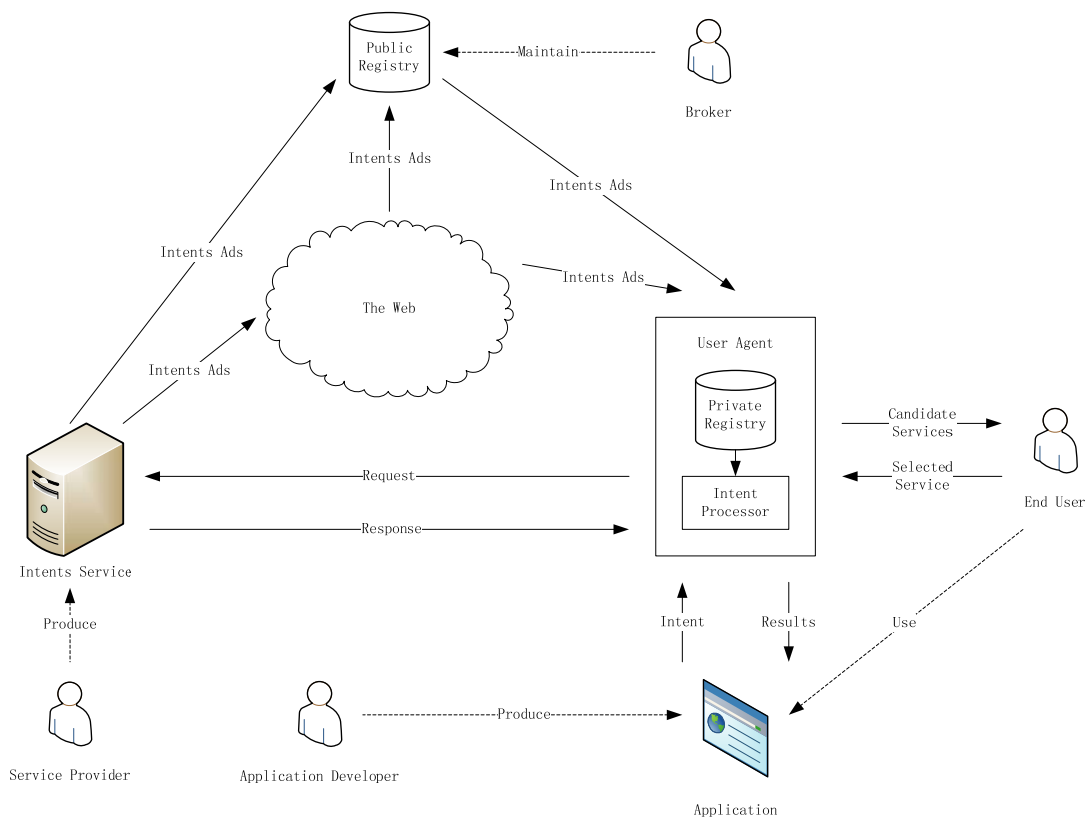 Public
Registry
Maintain
Broker
Intents Ads
Intents Ads
Intents Ads
Intents Ads
The Web
User Agent
Intents Ads
Private
Registry
Candidate
Services
Request
Selected
Service
Intent
Processor
End User
Response
Intents Service
Produce
Intent
Results
Use
Produce
Service Provider
Application Developer
Application